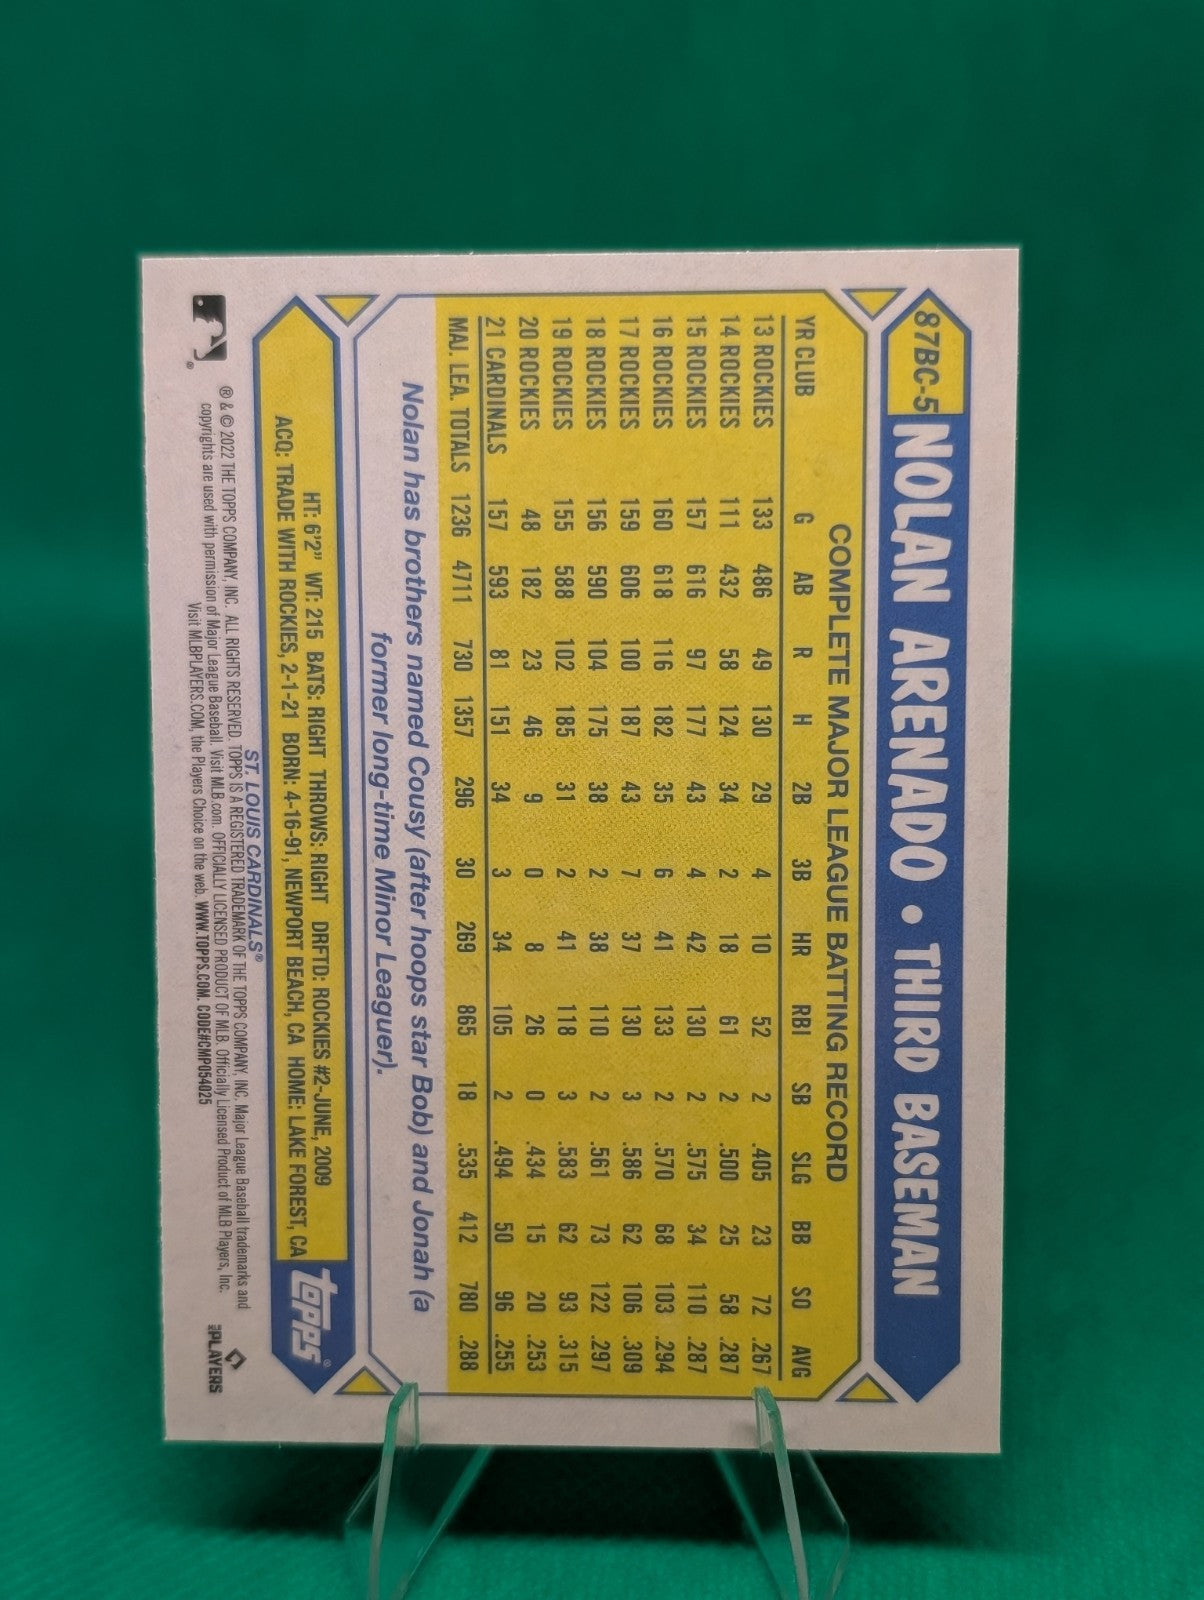 87BC-5 NOLAN ARENADO • THIRD BASEMAN
COMPLETE MAJOR LEAGUE BATTING RECORD
YR CLUB G AB R H 2B 3B HR RBI SB SLG BB SO AVG
13 ROCKIES 133 486 49 130 29 4 10 52 2 .405 23 72 .267
14 ROCKIES 111 432 58 124 34 2 18 61 2 .500 25 58 .287
15 ROCKIES 157 616 97 177 43 4 42 130 2 .575 34 110 .287
16 ROCKIES 160 618 116 182 35 6 41 133 2 .570 68 103 .294
17 ROCKIES 159 606 100 187 43 7 37 130 3 .586 62 106 .309
18 ROCKIES 156 590 104 175 38 2 38 110 2 .561 73 122 .297
19 ROCKIES 155 588 102 185 31 2 41 118 3 .583 62 93 .315
20 ROCKIES 48 182 23 46 9 0 8 26 0 .434 15 20 .253
21 CARDINALS 157 593 81 151 34 3 34 105 2 .494 50 96 .255
MAJ. LEA. TOTALS 1236 4711 730 1357 296 30 269 865 18 .535 412 780 .288
Nolan has brothers named Cousy (after hoops star Bob) and Jonah (a
former long-time Minor Leaguer).
HT: 6'2" WT: 215 BATS: RIGHT THROWS: RIGHT DRFTD: ROCKIES #2-JUNE, 2009
ACQ: TRADE WITH ROCKIES, 2-1-21 BORN: 4-16-91, NEWPORT BEACH, CA HOME: LAKE FOREST, CA
topps®
ST. LOUIS CARDINALS®
® & © 2022 THE TOPPS COMPANY, INC. ALL RIGHTS RESERVED. TOPPS IS A REGISTERED TRADEMARK OF THE TOPPS COMPANY, INC. Major League Baseball trademarks and
copyrights are used with permission of Major League Baseball. Visit MLB.com. OFFICIALLY LICENSED PRODUCT OF MLB. Officially Licensed Product of MLB Players, Inc.
Visit MLBPLAYERS.COM, the Players Choice on the web. WWW.TOPPS.COM. CODE#CMP054025
MLB PLAYERS